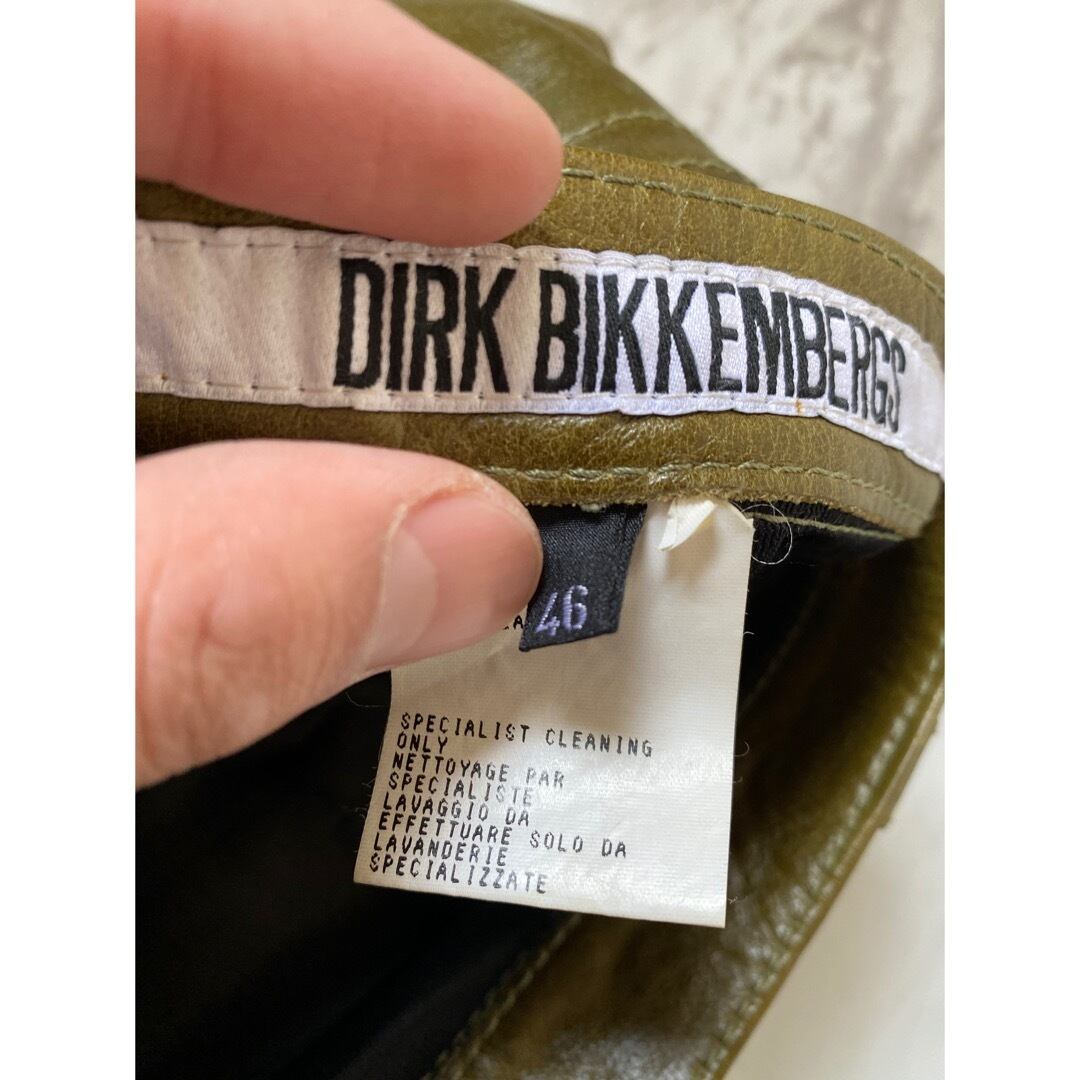 DIRK BIKKEMBERGS
46
SPECIALIST CLEANING
ONLY
NETTOYAGE PAR
SPECIALISTE
LAVAGGIO DA
EFFETTUARE SOLO DA
LAVANDERIE
SPECIALIZZATE